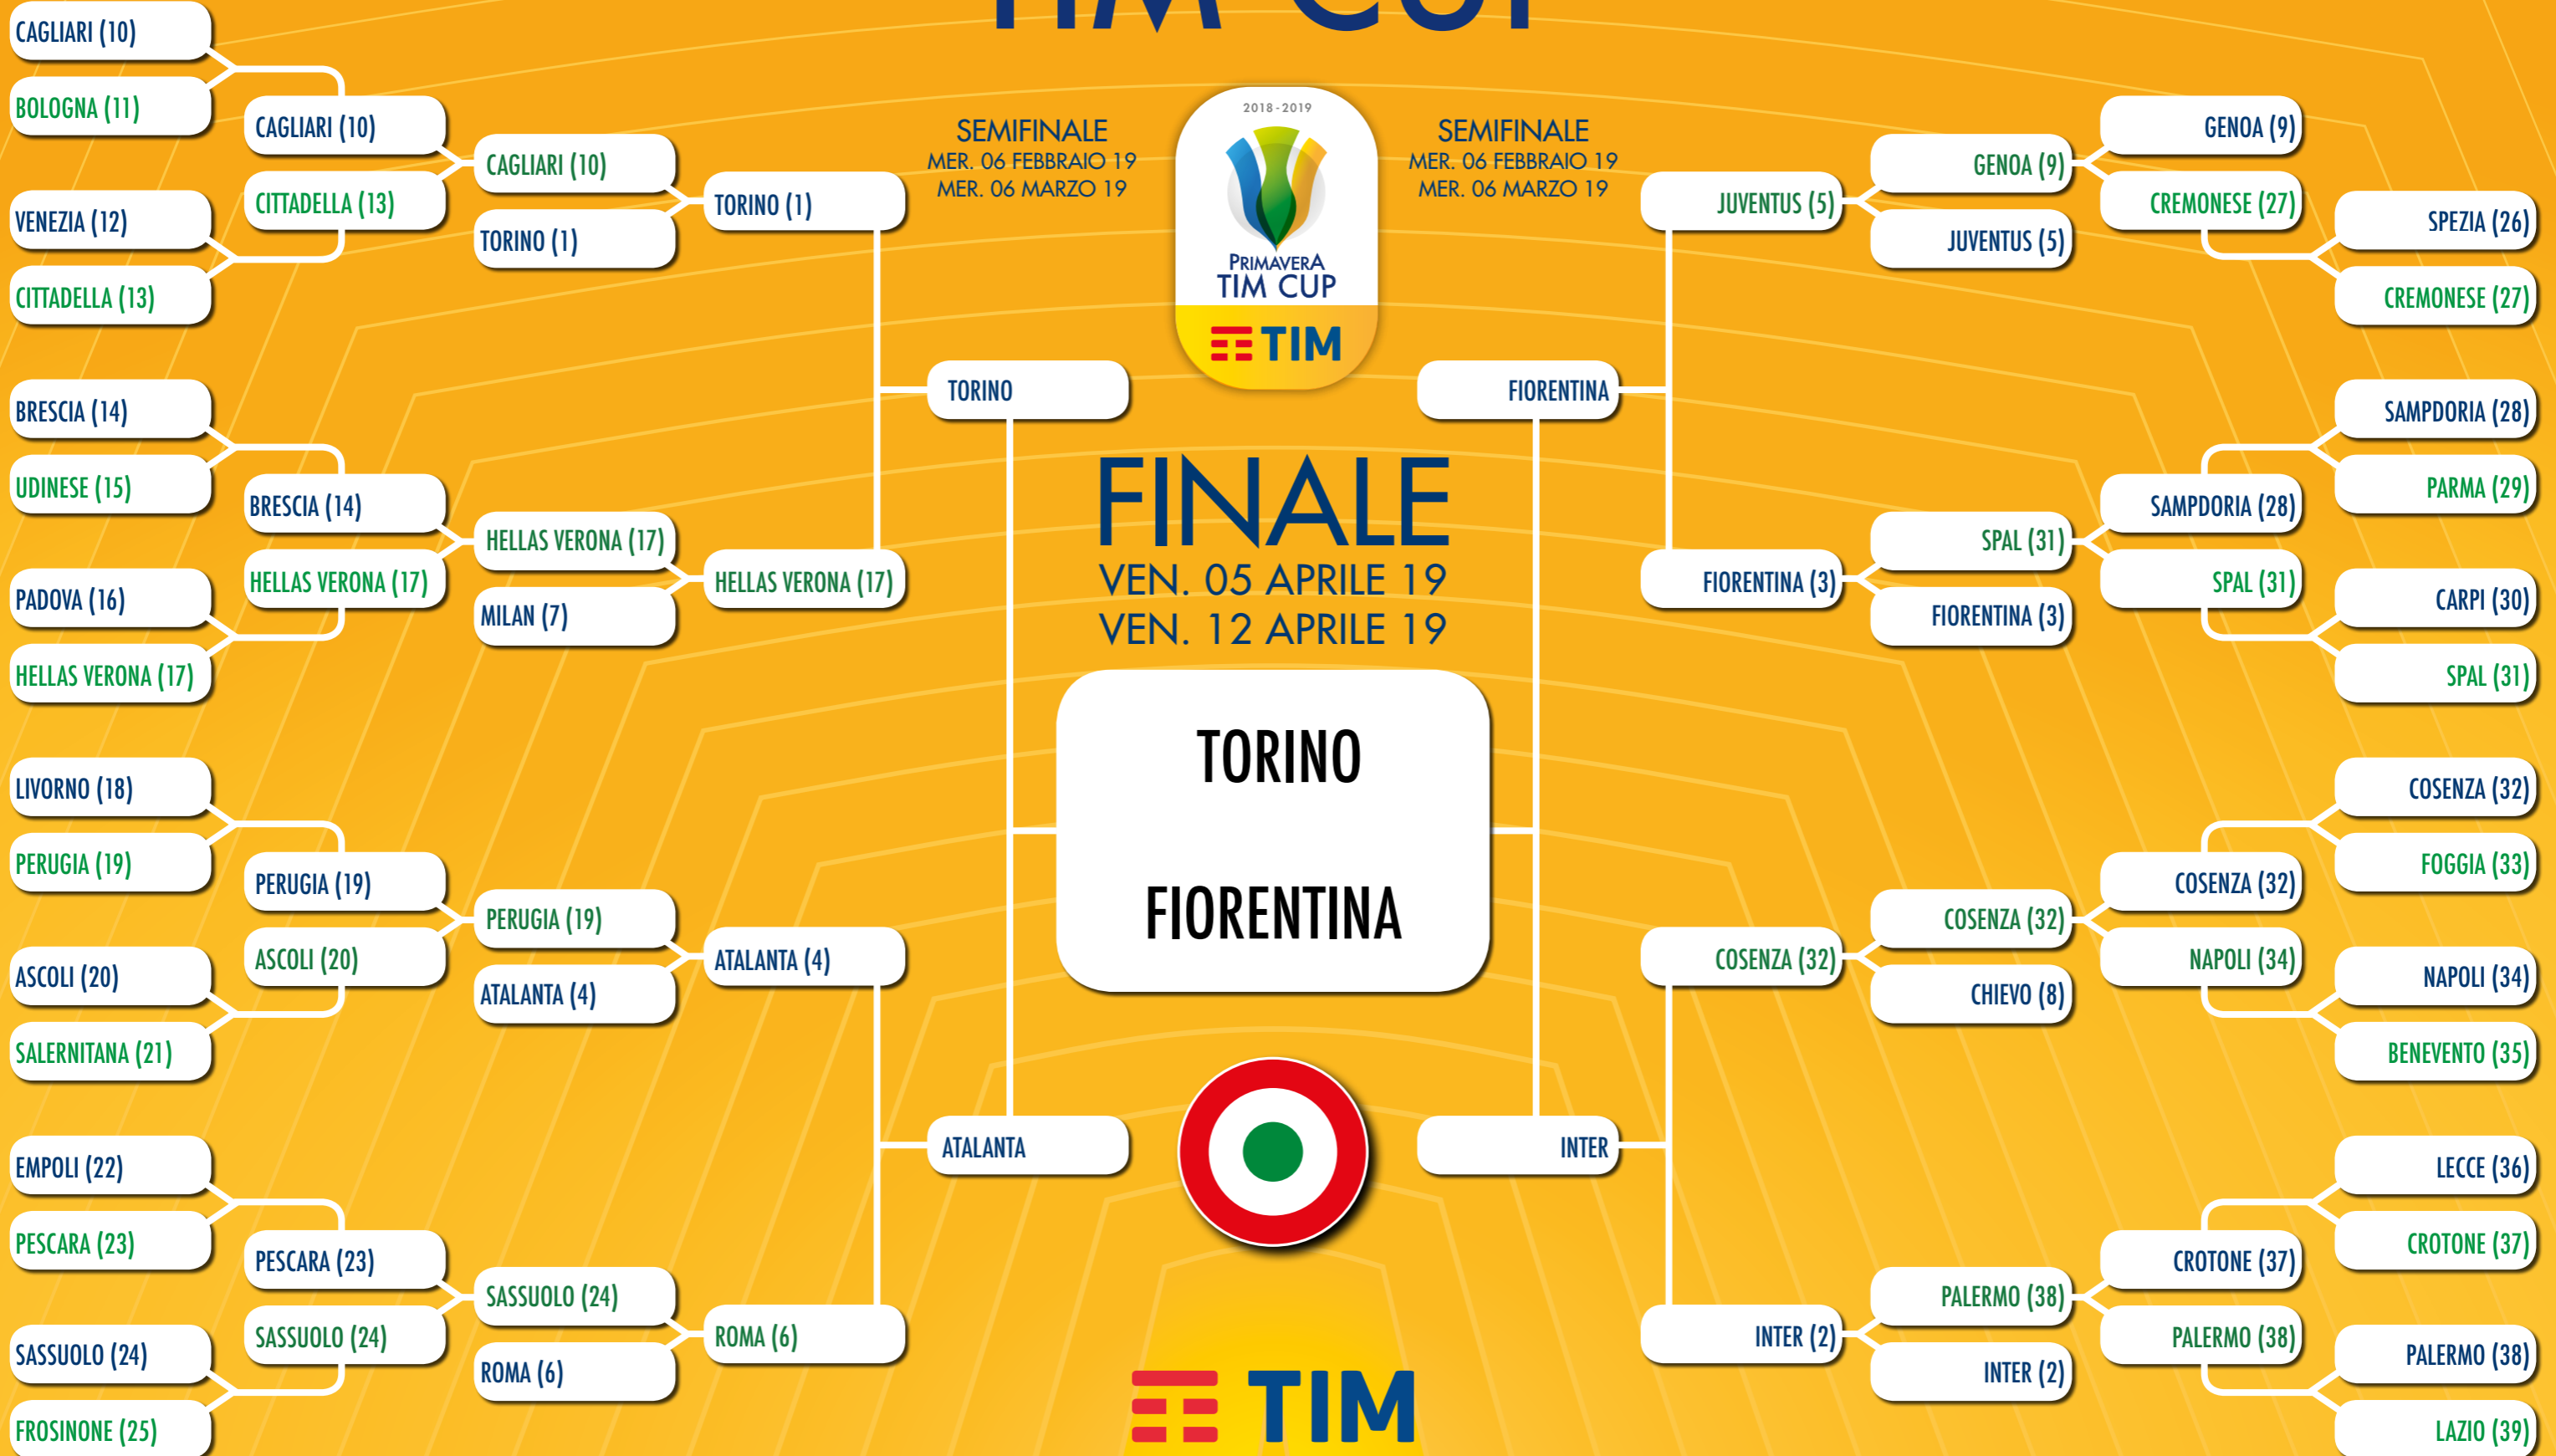 TIM CUP
CAGLIARI (10)
BOLOGNA (11)
VENEZIA (12)
CITTADELLA (13)
BRESCIA (14)
UDINESE (15)
PADOVA (16)
HELLAS VERONA (17)
LIVORNO (18)
PERUGIA (19)
ASCOLI (20)
SALERNITANA (21)
EMPOLI (22)
PESCARA (23)
SASSUOLO (24)
FROSINONE (25)
CAGLIARI (10)
CITTADELLA (13)
BRESCIA (14)
HELLAS VERONA (17)
PERUGIA (19)
ASCOLI (20)
PESCARA (23)
SASSUOLO (24)
CAGLIARI (10)
TORINO (1)
HELLAS VERONA (17)
MILAN (7)
PERUGIA (19)
ATALANTA (4)
SASSUOLO (24)
ROMA (6)
TORINO (1)
HELLAS VERONA (17)
ATALANTA (4)
ROMA (6)
SEMIFINALE
MER. 06 FEBBRAIO 19
MER. 06 MARZO 19
TORINO
ATALANTA
2018-2019
PRIMAVERA
TIM CUP
TIM
FINALE
VEN. 05 APRILE 19
VEN. 12 APRILE 19
TORINO
FIORENTINA
TIM
SEMIFINALE
MER. 06 FEBBRAIO 19
MER. 06 MARZO 19
FIORENTINA
INTER
JUVENTUS (5)
FIORENTINA (3)
COSENZA (32)
INTER (2)
GENOA (9)
JUVENTUS (5)
SPAL (31)
FIORENTINA (3)
COSENZA (32)
CHIEVO (8)
PALERMO (38)
INTER (2)
GENOA (9)
CREMONESE (27)
SAMPDORIA (28)
SPAL (31)
COSENZA (32)
NAPOLI (34)
CROTONE (37)
PALERMO (38)
SPEZIA (26)
CREMONESE (27)
SAMPDORIA (28)
PARMA (29)
CARPI (30)
SPAL (31)
COSENZA (32)
FOGGIA (33)
NAPOLI (34)
BENEVENTO (35)
LECCE (36)
CROTONE (37)
PALERMO (38)
LAZIO (39)